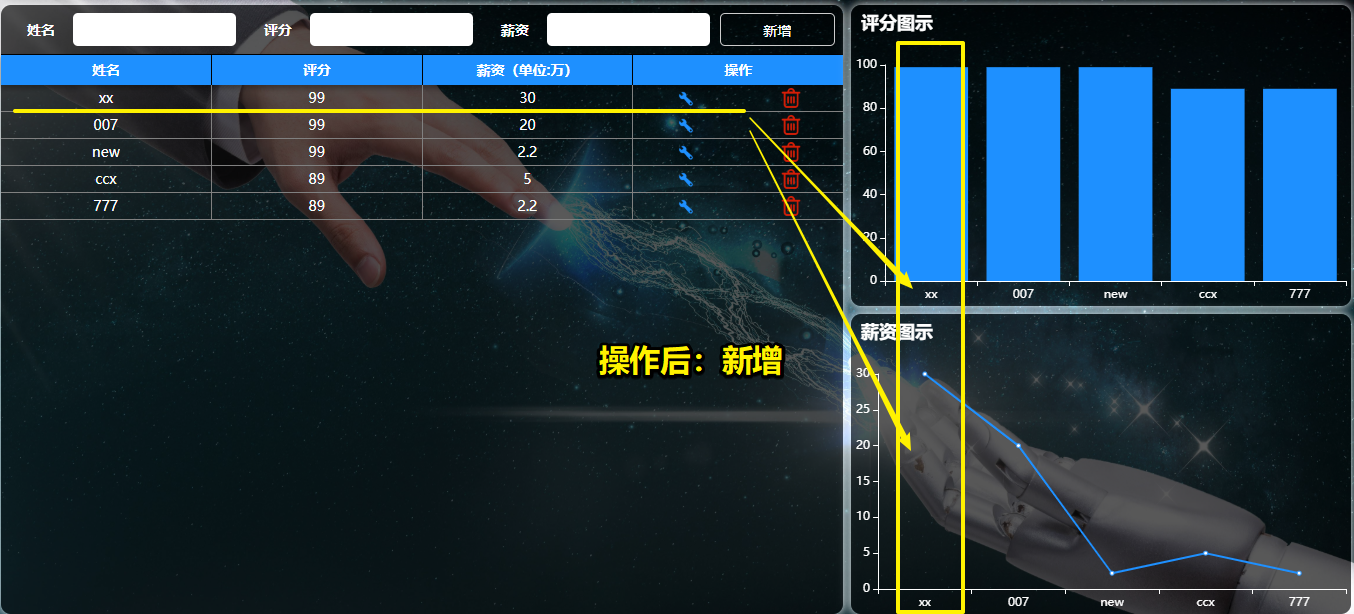 姓名 评分 薪资 新增
姓名 评分 薪资（单位:万） 操作
xx 99 30
007 99 20
new 99 2.2
ccx 89 5
777 89 2.2
操作后：新增
评分图示
100
80
60
40
20
0
xx 007 new ccx 777
薪资图示
30
25
20
15
10
5
0
xx 007 new ccx 777